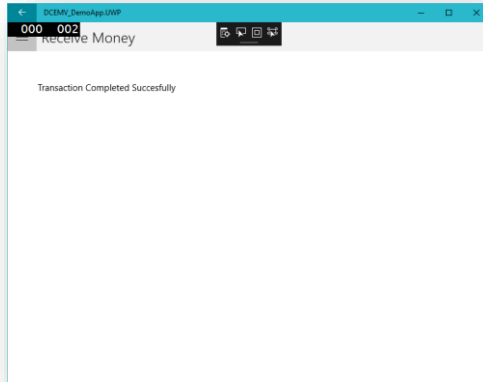 DCEMV_DemoApp.UWP
000 002
Receive Money
Transaction Completed Succesfully